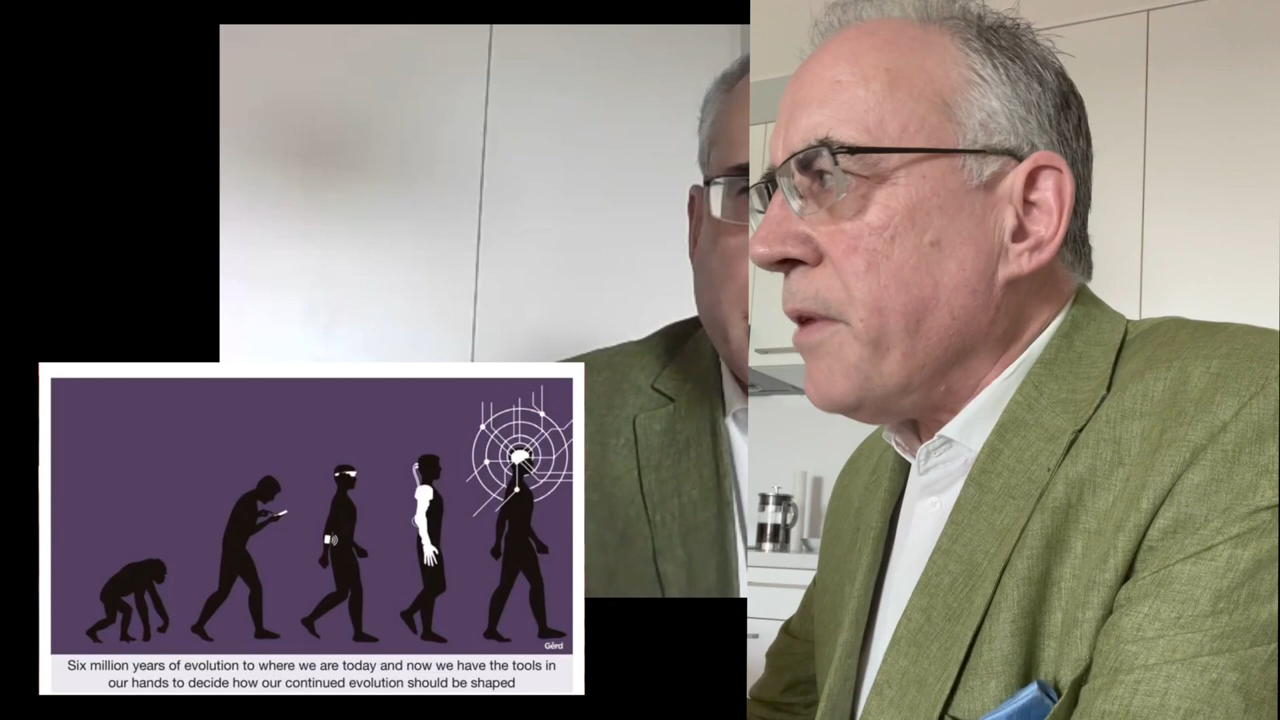 Gerd
Six million years of evolution to where we are today and now we have the tools in
our hands to decide how our continued evolution should be shaped